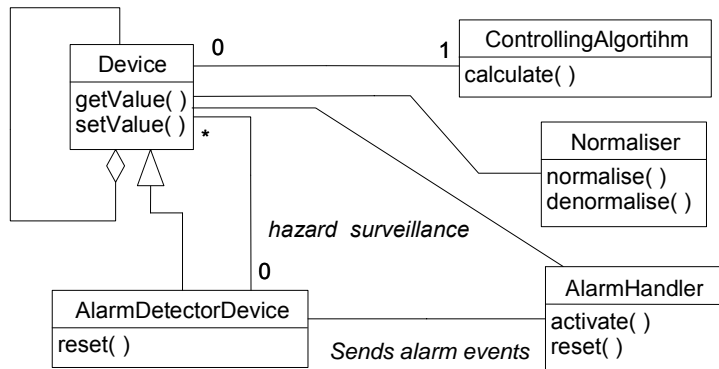 Device
getValue( )
setValue( )
0
1
ControllingAlgortihm
calculate( )
*
Normaliser
normalise( )
denormalise( )
hazard surveillance
0
AlarmDetectorDevice
reset( )
Sends alarm events
AlarmHandler
activate( )
reset( )